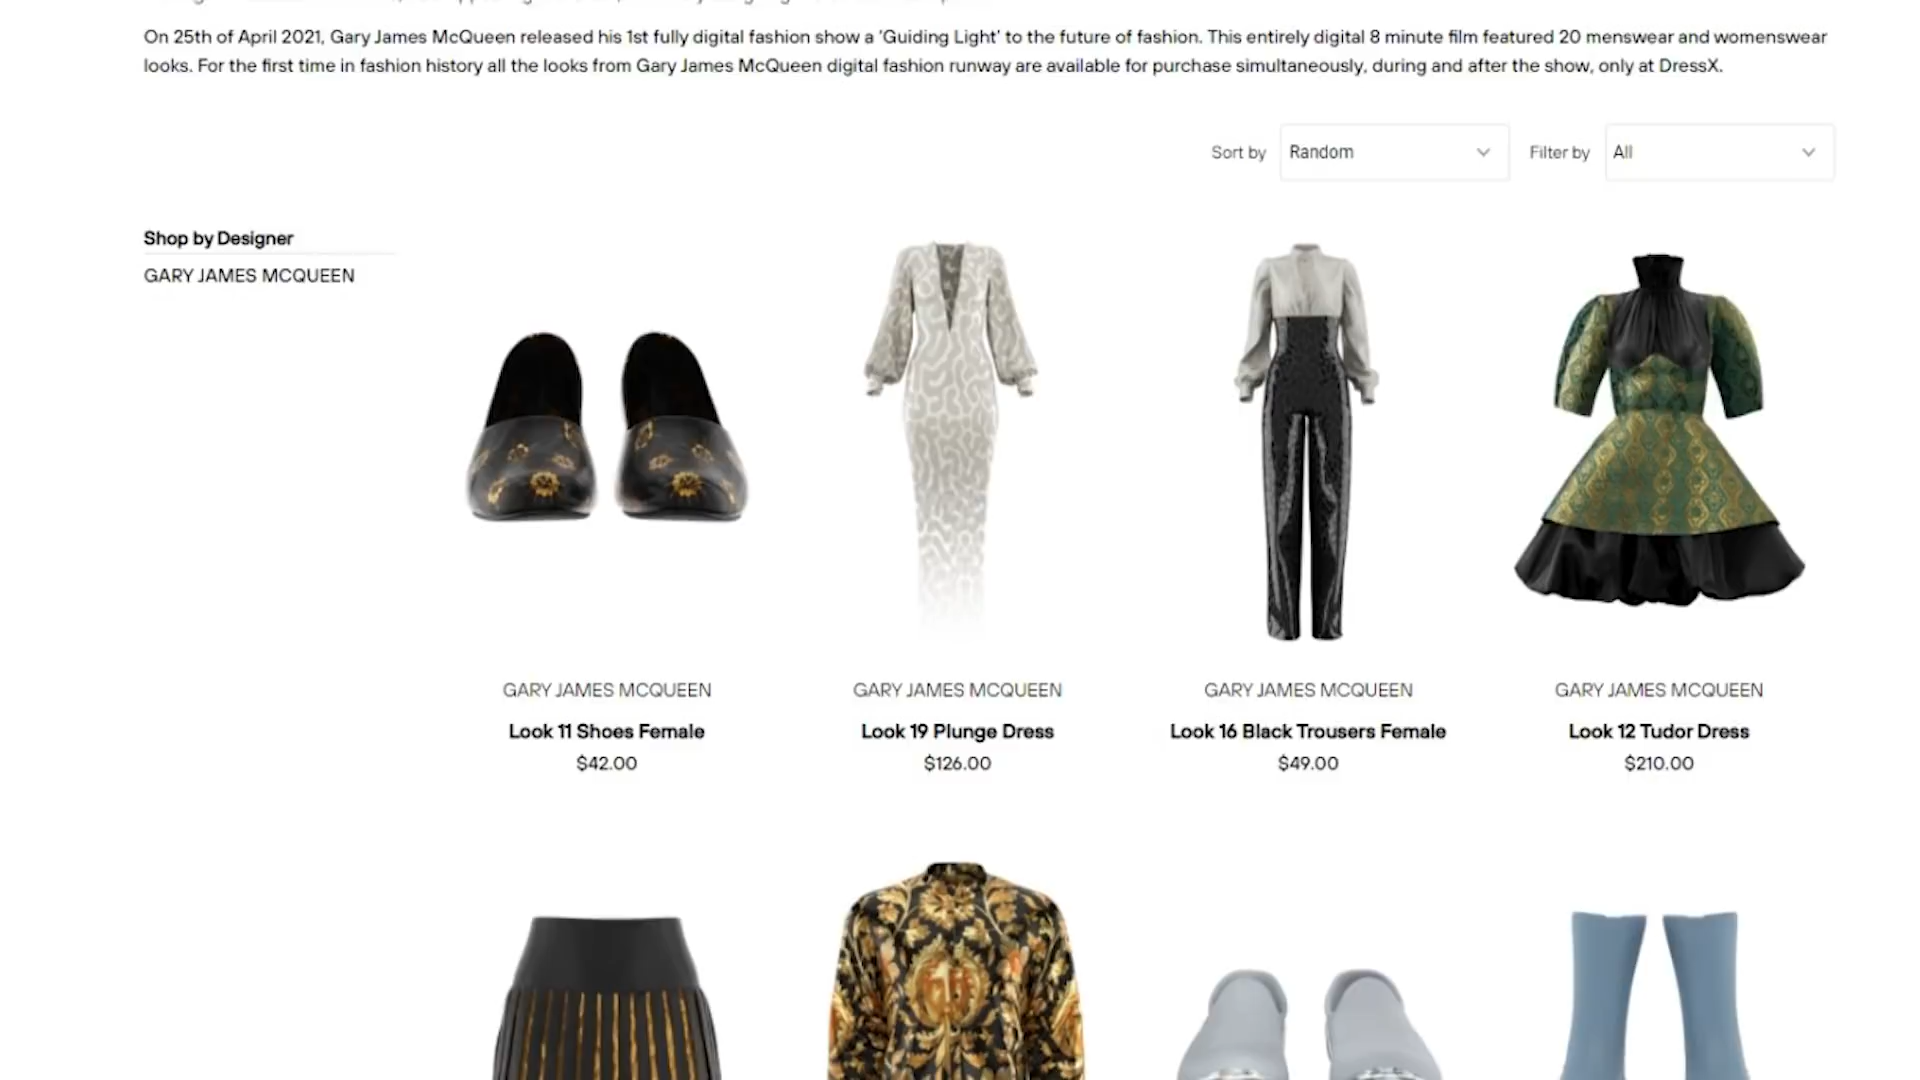 On 25th of April 2021, Gary James McQueen released his 1st fully digital fashion show a 'Guiding Light' to the future of fashion. This entirely digital 8 minute film featured 20 menswear and womenswear
looks. For the first time in fashion history all the looks from Gary James McQueen digital fashion runway are available for purchase simultaneously, during and after the show, only at DressX.
Sort by Random Filter by All
Shop by Designer
GARY JAMES MCQUEEN
GARY JAMES MCQUEEN
Look 11 Shoes Female
$42.00
GARY JAMES MCQUEEN
Look 19 Plunge Dress
$126.00
GARY JAMES MCQUEEN
Look 16 Black Trousers Female
$49.00
GARY JAMES MCQUEEN
Look 12 Tudor Dress
$210.00